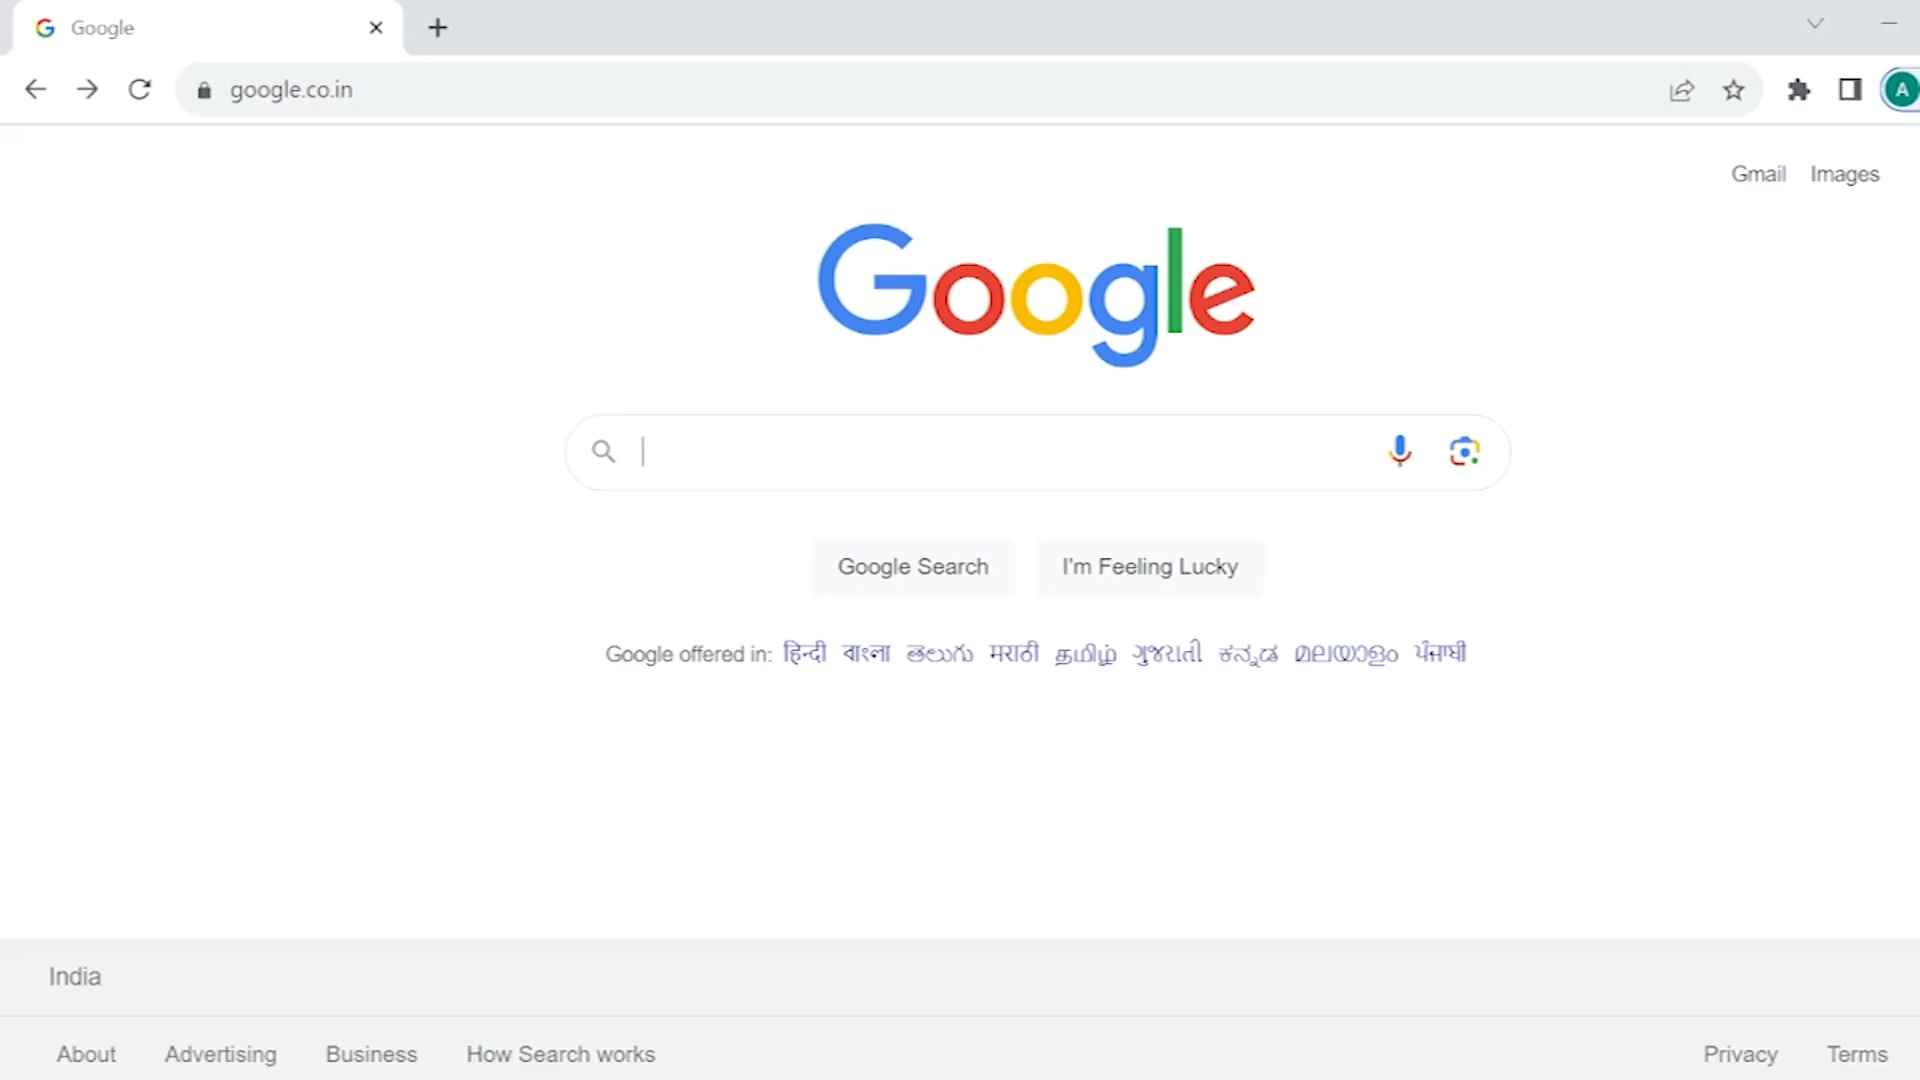 Google
google.co.in
A
Gmail Images
Google
Google Search I'm Feeling Lucky
Google offered in: हिन्दी বাংলা తెలుగు मराठी தமிழ் ગુજરાતી ಕನ್ನಡ മലയാളം ਪੰਜਾਬੀ
India
About Advertising Business How Search works Privacy Terms